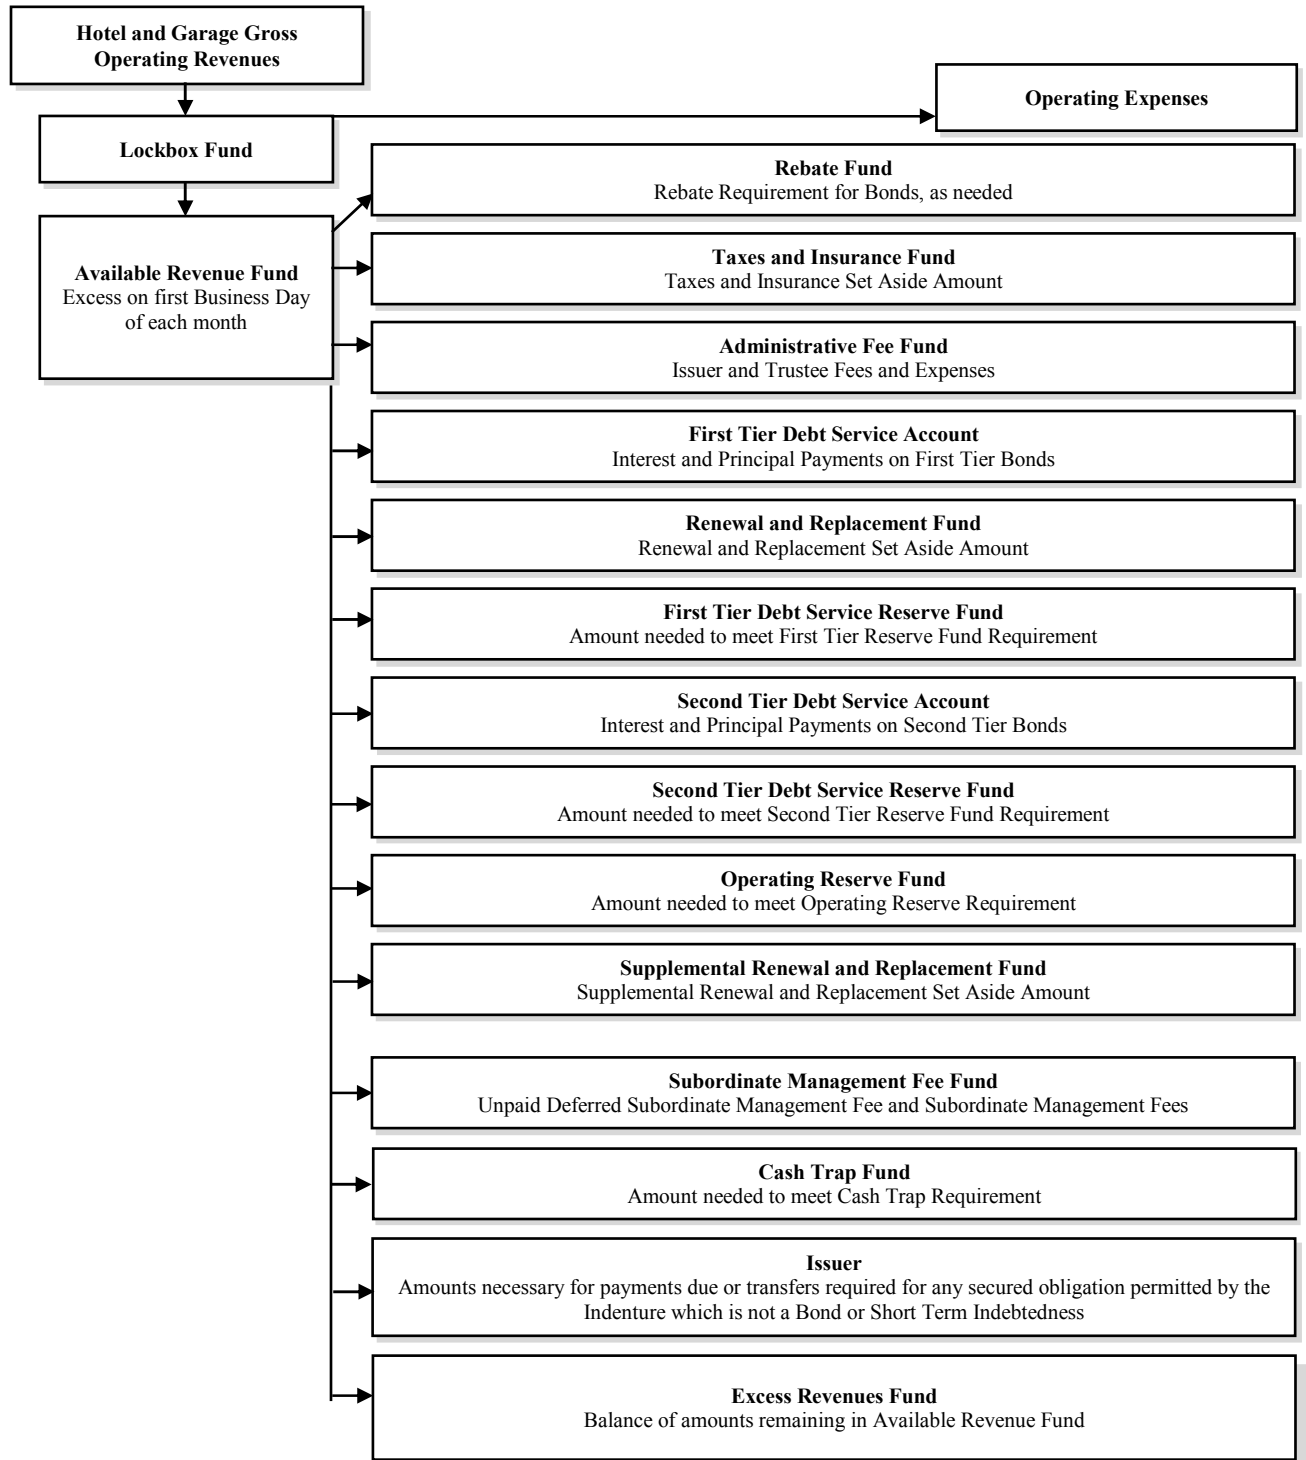 Hotel and Garage Gross
Operating Revenues
Operating Expenses
Lockbox Fund
Rebate Fund
Rebate Requirement for Bonds, as needed
Available Revenue Fund
Excess on first Business Day
of each month
Taxes and Insurance Fund
Taxes and Insurance Set Aside Amount
Administrative Fee Fund
Issuer and Trustee Fees and Expenses
First Tier Debt Service Account
Interest and Principal Payments on First Tier Bonds
Renewal and Replacement Fund
Renewal and Replacement Set Aside Amount
First Tier Debt Service Reserve Fund
Amount needed to meet First Tier Reserve Fund Requirement
Second Tier Debt Service Account
Interest and Principal Payments on Second Tier Bonds
Second Tier Debt Service Reserve Fund
Amount needed to meet Second Tier Reserve Fund Requirement
Operating Reserve Fund
Amount needed to meet Operating Reserve Requirement
Supplemental Renewal and Replacement Fund
Supplemental Renewal and Replacement Set Aside Amount
Subordinate Management Fee Fund
Unpaid Deferred Subordinate Management Fee and Subordinate Management Fees
Cash Trap Fund
Amount needed to meet Cash Trap Requirement
Issuer
Amounts necessary for payments due or transfers required for any secured obligation permitted by the
Indenture which is not a Bond or Short Term Indebtedness
Excess Revenues Fund
Balance of amounts remaining in Available Revenue Fund